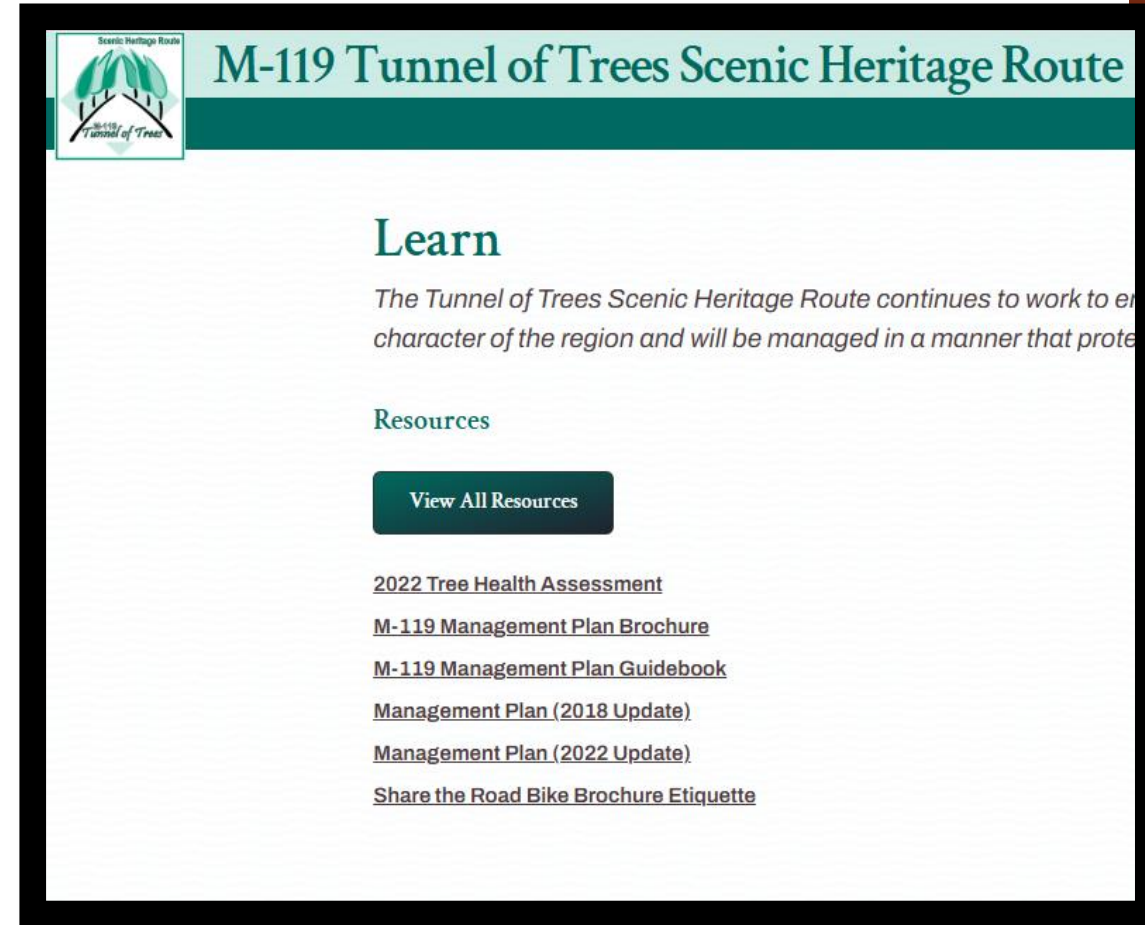 Scenic Heritage Route
M-119
Tunnel of Trees
M-119 Tunnel of Trees Scenic Heritage Route
Learn
The Tunnel of Trees Scenic Heritage Route continues to work to
character of the region and will be managed in a manner that
Resources
View All Resources
2022 Tree Health Assessment
M-119 Management Plan Brochure
M-119 Management Plan Guidebook
Management Plan (2018 Update)
Management Plan (2022 Update)
Share the Road Bike Brochure Etiquette